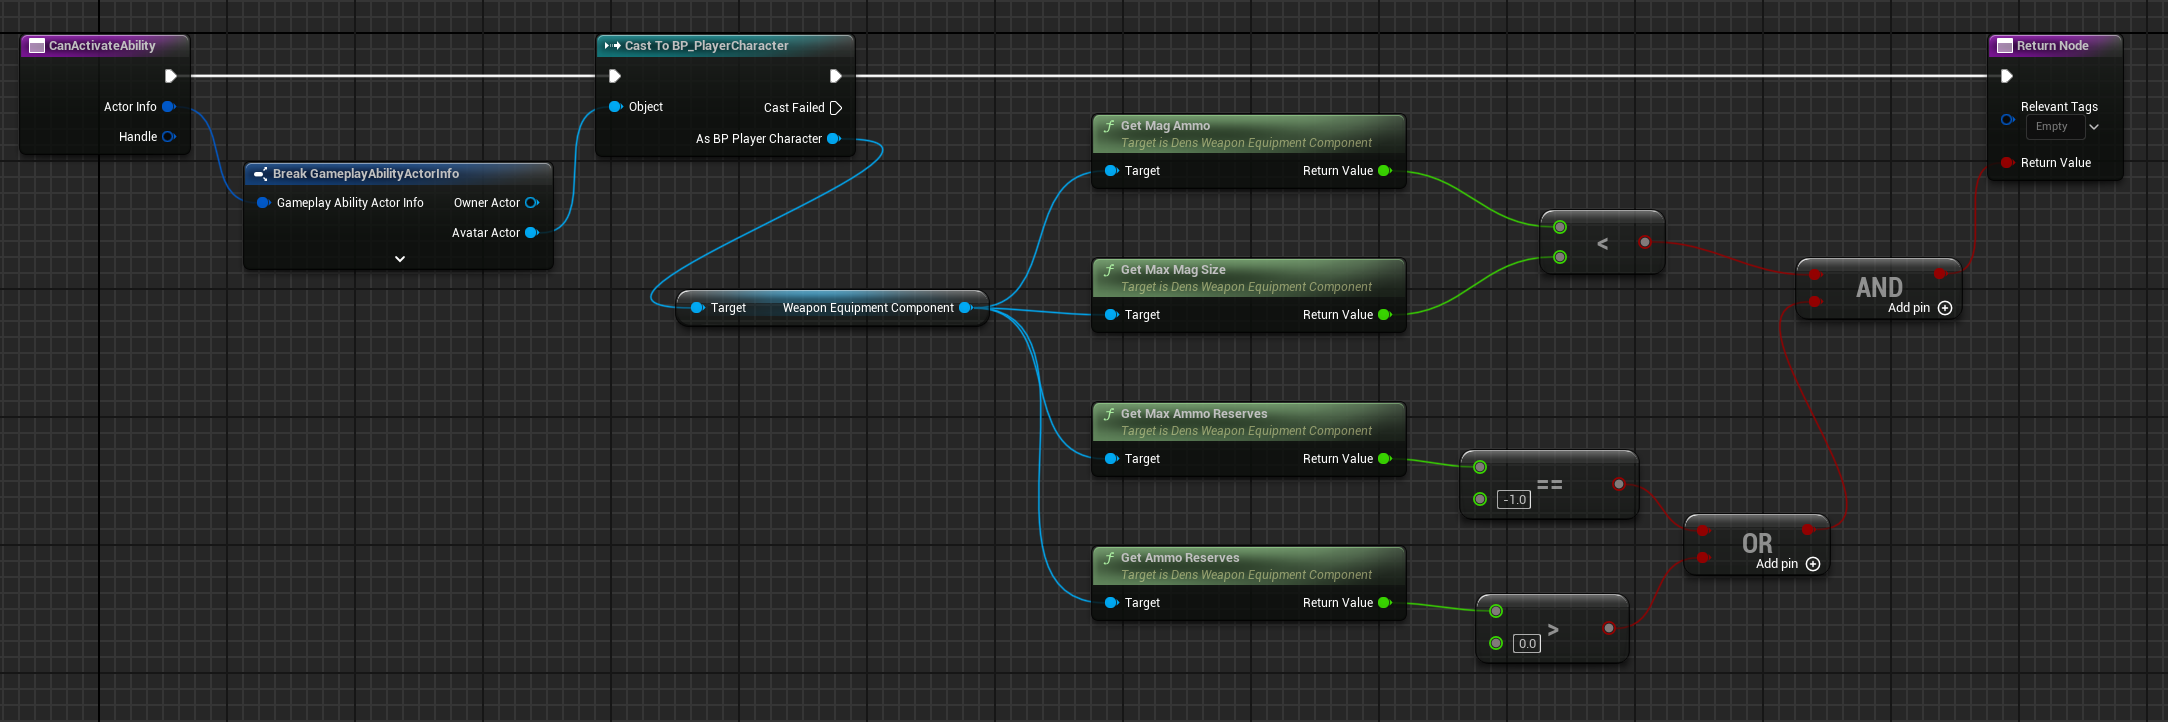 CanActivateAbility
Actor Info
Handle
Break GameplayAbilityActorInfo
Gameplay Ability Actor Info
Owner Actor
Avatar Actor
Cast To BP_PlayerCharacter
Object
Cast Failed
As BP Player Character
Target
Weapon Equipment Component
Get Mag Ammo
Target is Dens Weapon Equipment Component
Target
Return Value
Get Max Mag Size
Target is Dens Weapon Equipment Component
Target
Return Value
Get Max Ammo Reserves
Target is Dens Weapon Equipment Component
Target
Return Value
Get Ammo Reserves
Target is Dens Weapon Equipment Component
Target
Return Value
<
==
-1.0
>
0.0
OR
Add pin
AND
Add pin
Return Node
Relevant Tags
Empty
Return Value